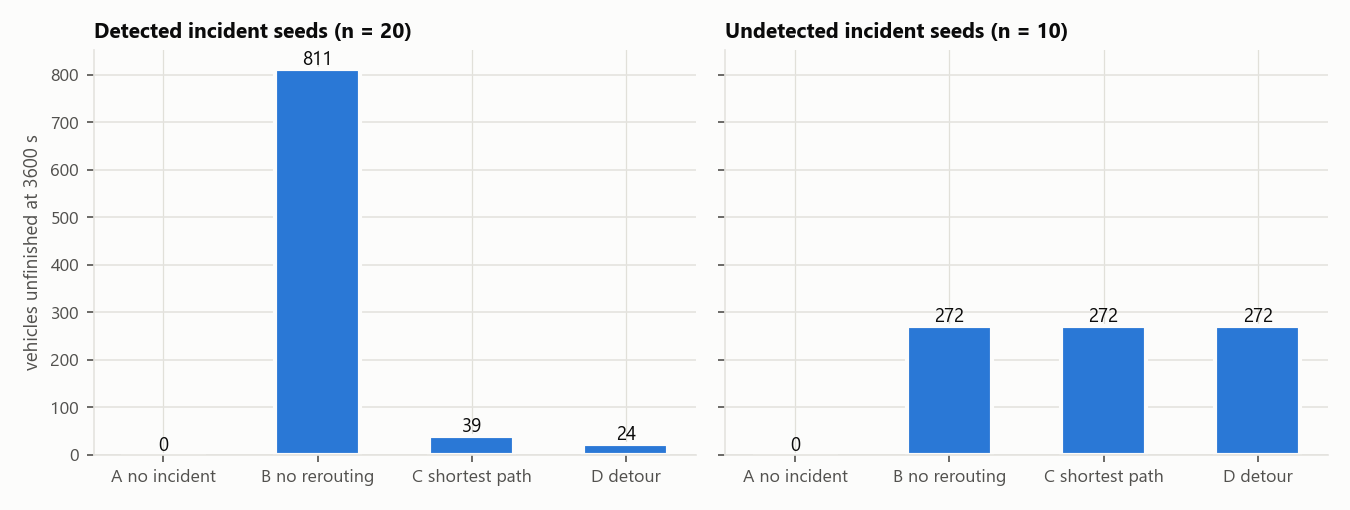 Detected incident seeds (n = 20)
Undetected incident seeds (n = 10)
vehicles unfinished at 3600 s
800
700
600
500
400
300
200
100
0
0
811
39
24
A no incident
B no rerouting
C shortest path
D detour
0
272
272
272
A no incident
B no rerouting
C shortest path
D detour